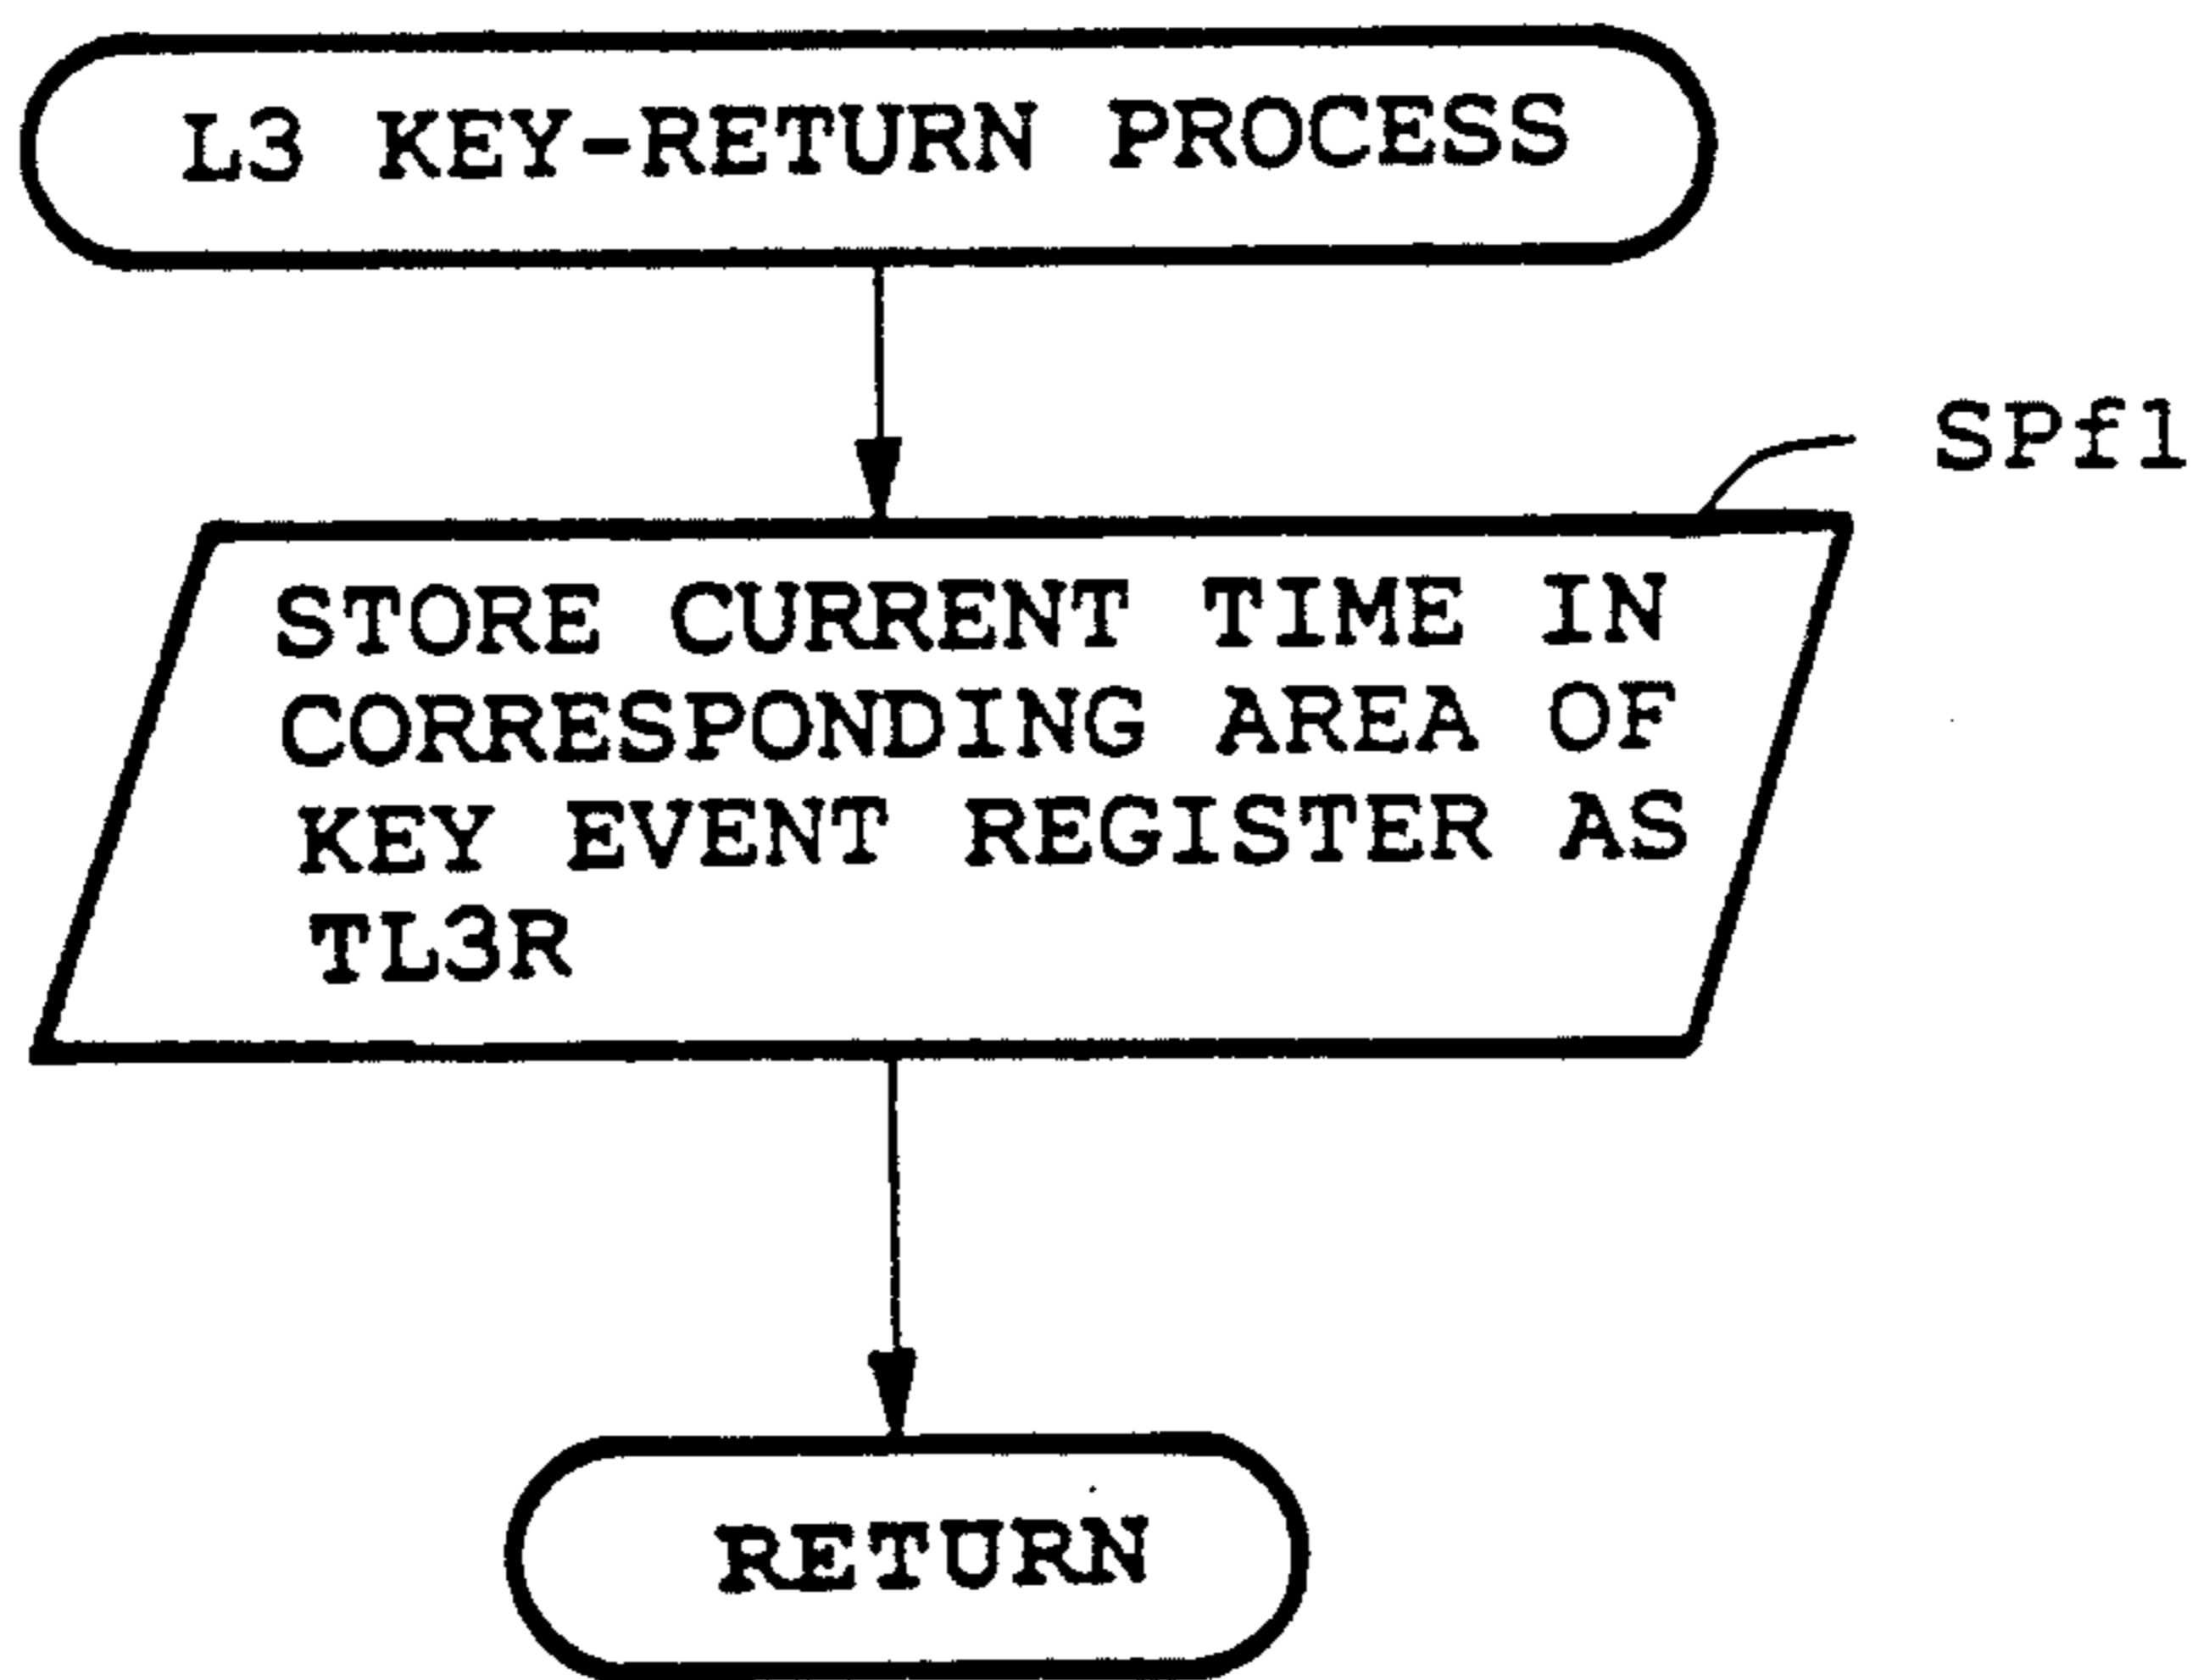 L3 KEY-RETURN PROCESS
SPf1
STORE CURRENT TIME IN
CORRESPONDING AREA OF
KEY EVENT REGISTER AS
TL3R
RETURN